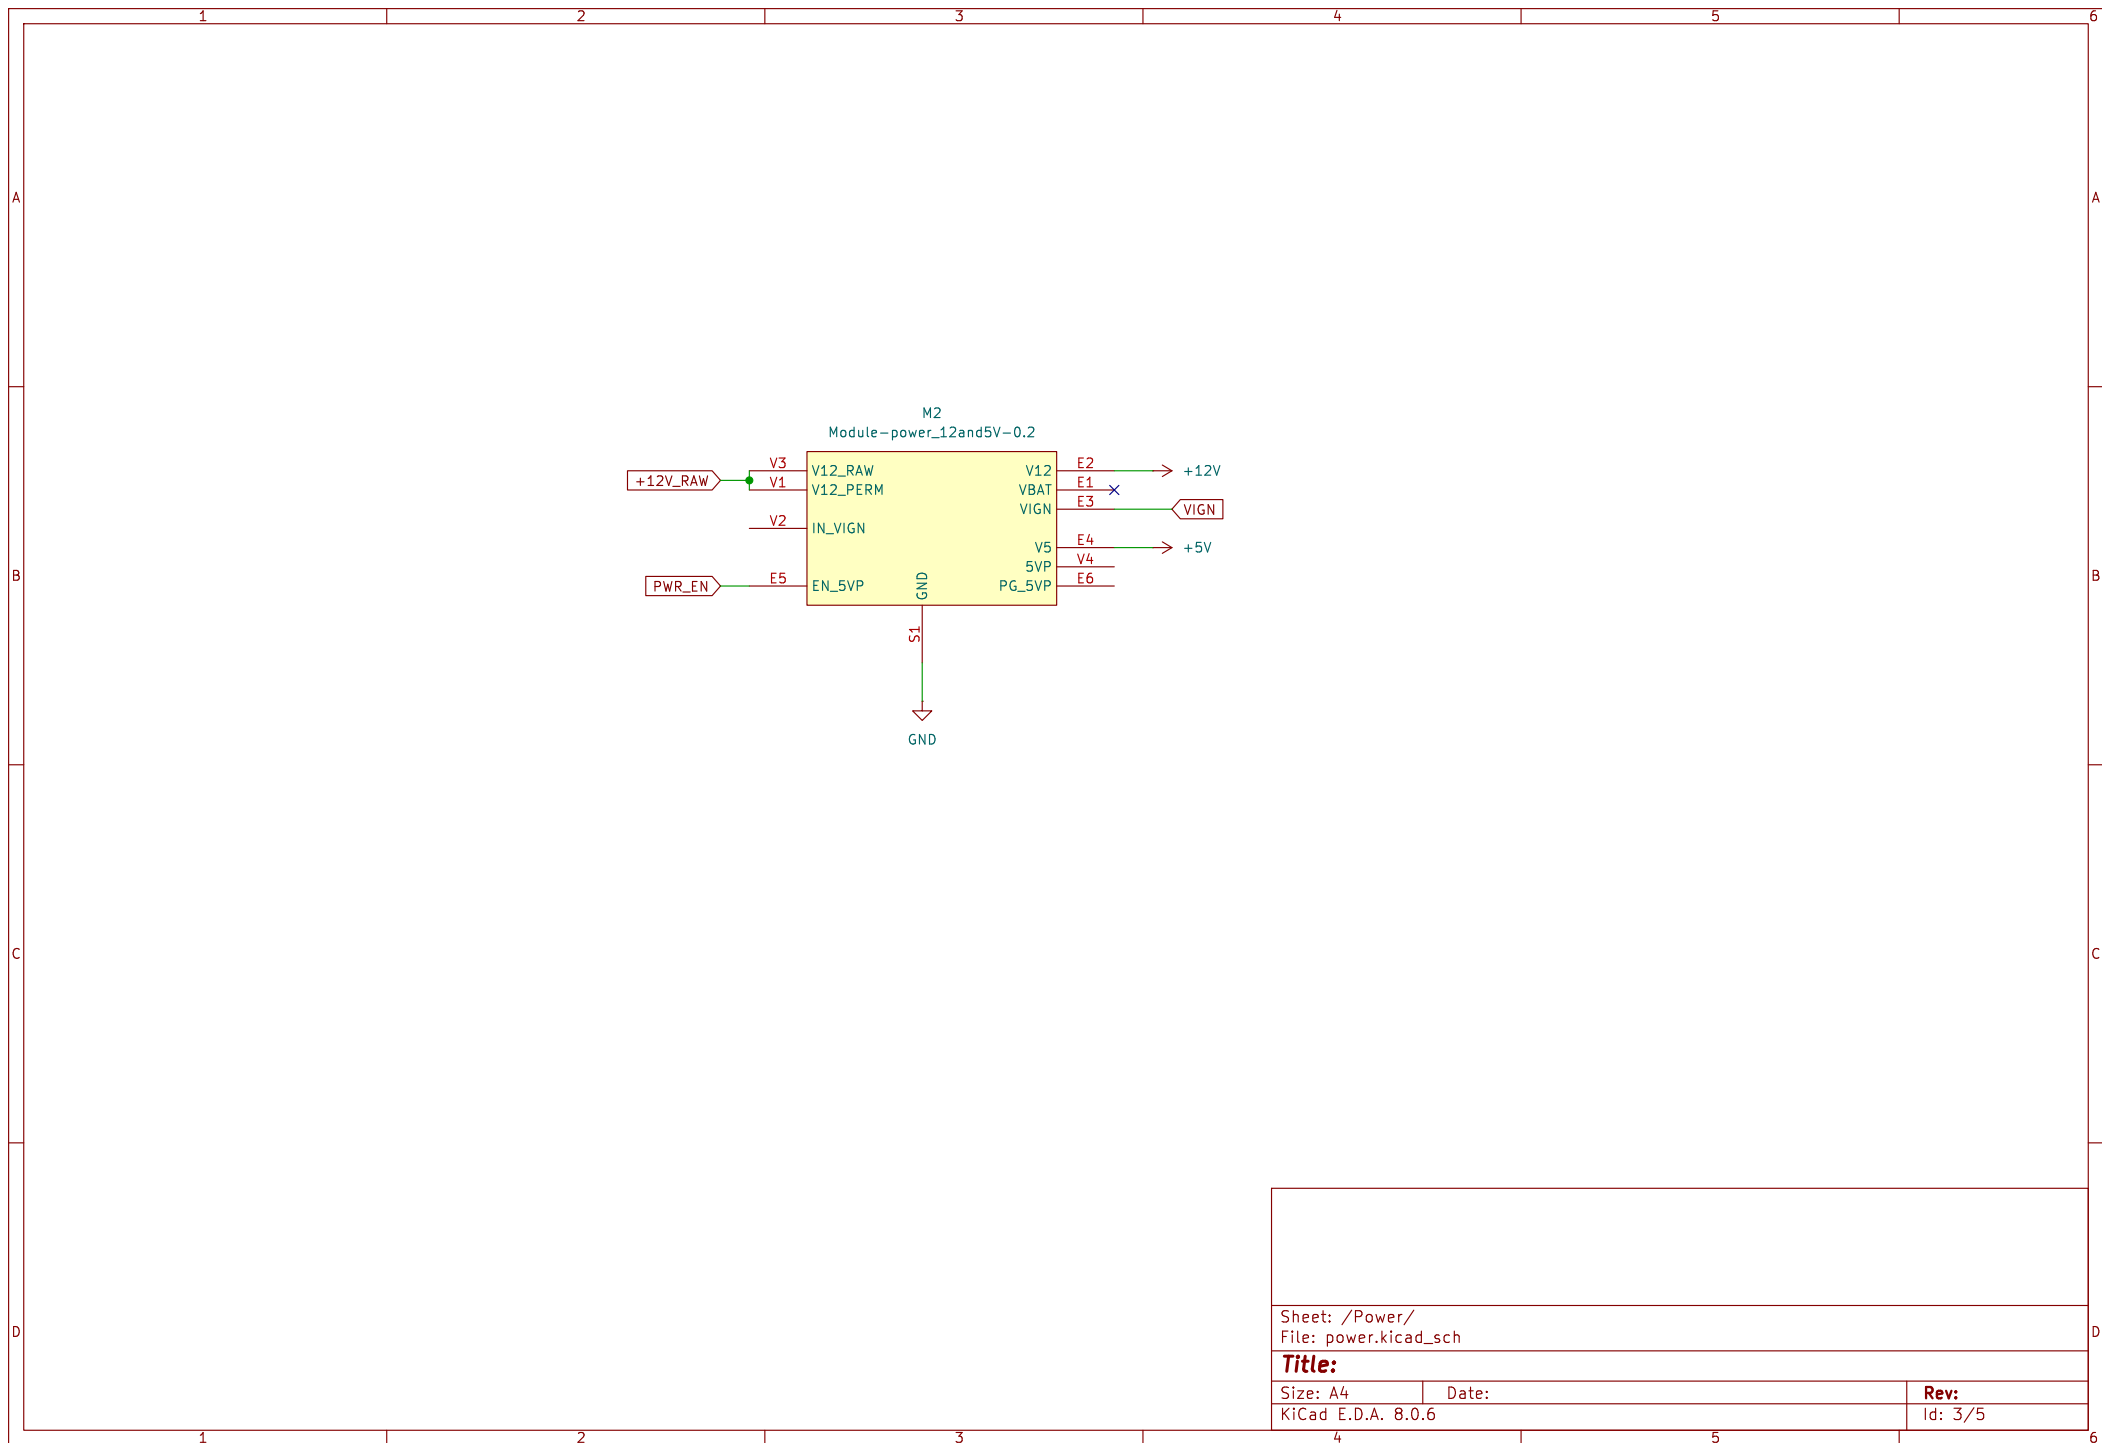 1 2 3 4 5 6
A A
M2
Module-power_12and5V-0.2
V3 V12_RAW V12 E2 +12V
+12V_RAW
V1 V12_PERM VBAT E1
VIGN E3 VIGN
V2 IN_VIGN
V5 E4 +5V
5VP V4
B B
PWR_EN E5 EN_5VP GND PG_5VP E6
S1
GND
C C
Sheet: /Power/
File: power.kicad_sch
D D
Title:
Size: A4 Date: Rev:
KiCad E.D.A. 8.0.6 Id: 3/5
1 2 3 4 5 6